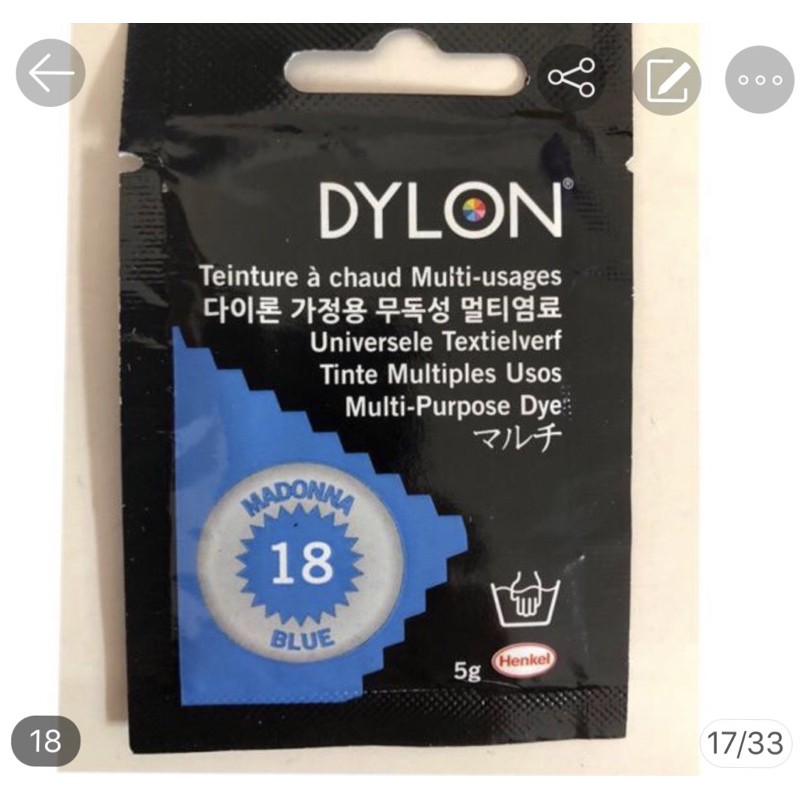 DYLON®
Teinture à chaud Multi-usages
다이론 가정용 무독성 멀티염료
Universele Textielverf
Tinte Multiples Usos
Multi-Purpose Dye
マルチ
MADONNA
18
BLUE
5g
Henkel
18
17/33